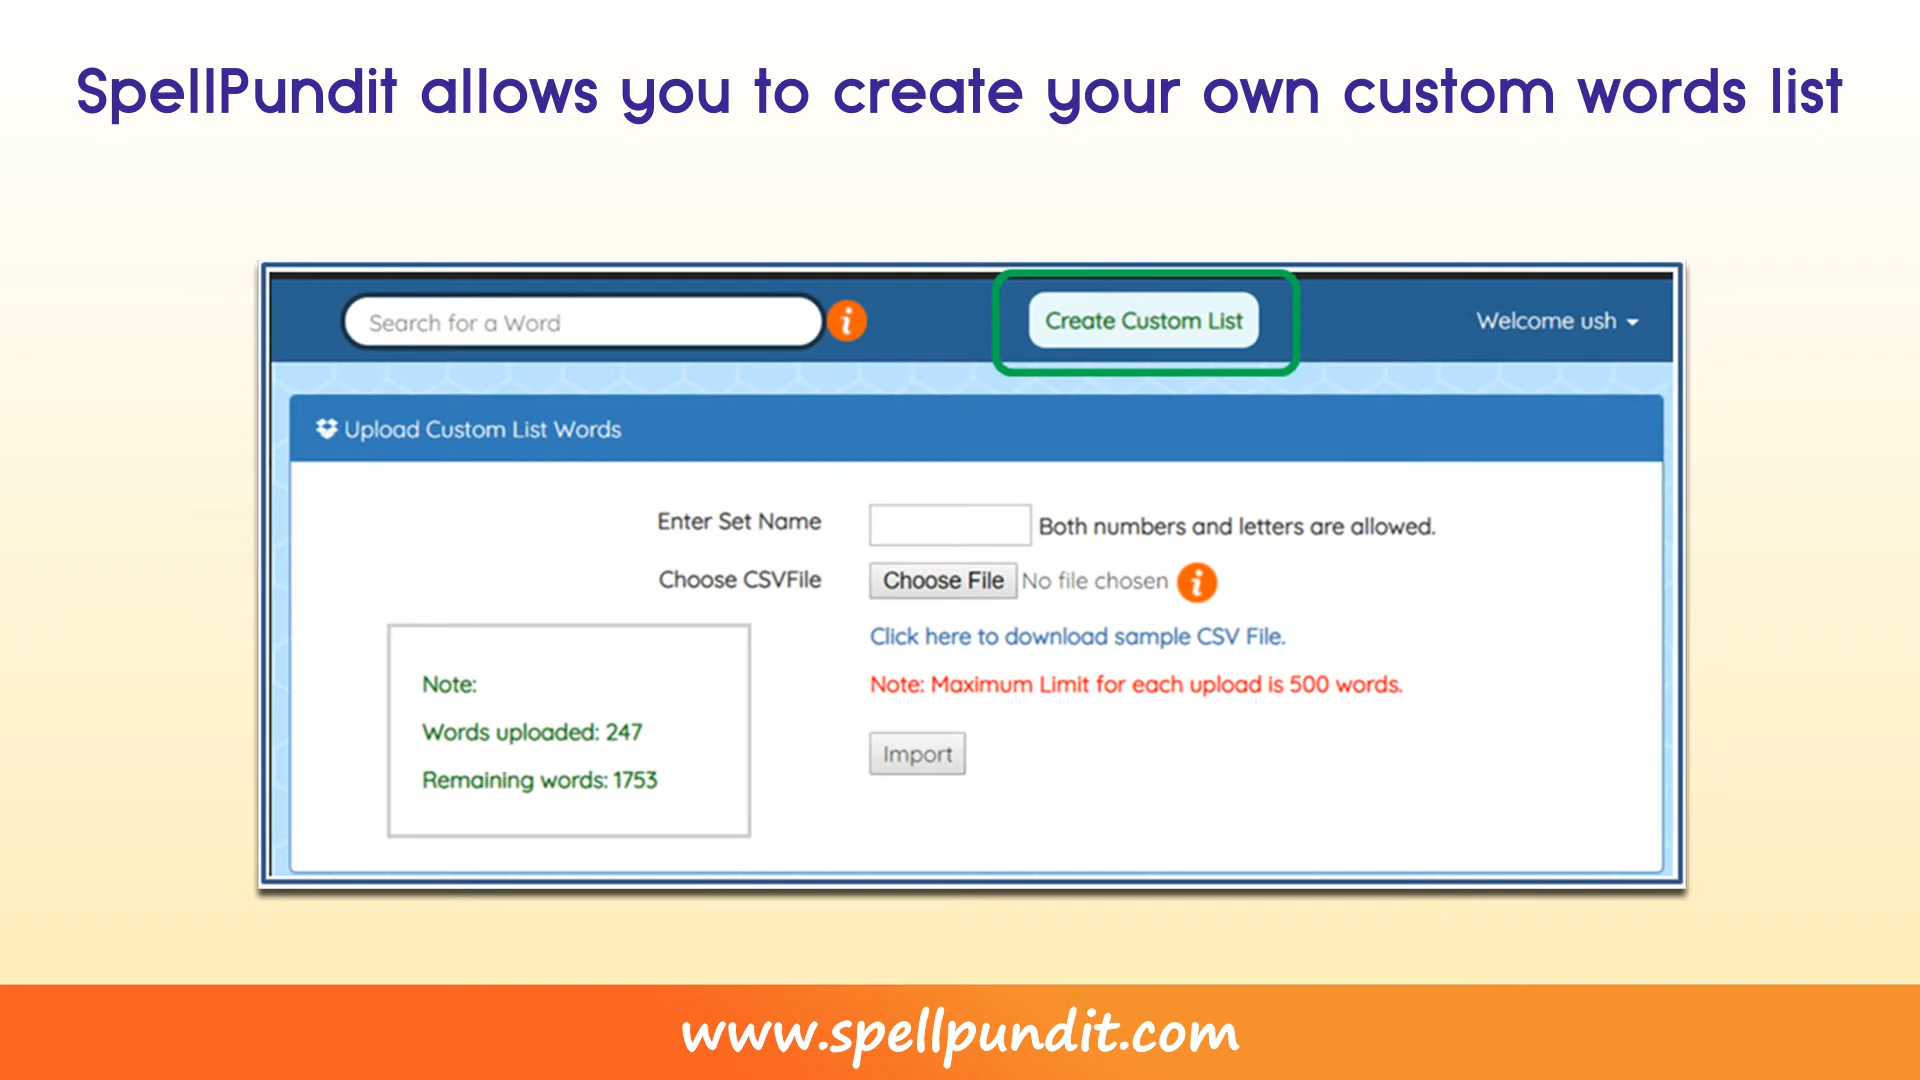 SpellPundit allows you to create your own custom words list
Search for a Word
i
Create Custom List
Welcome ush
Upload Custom List Words
Enter Set Name
Both numbers and letters are allowed.
Choose CSVFile
Choose File No file chosen i
Click here to download sample CSV File.
Note: Maximum Limit for each upload is 500 words.
Import
Note:
Words uploaded: 247
Remaining words: 1753
www.spellpundit.com